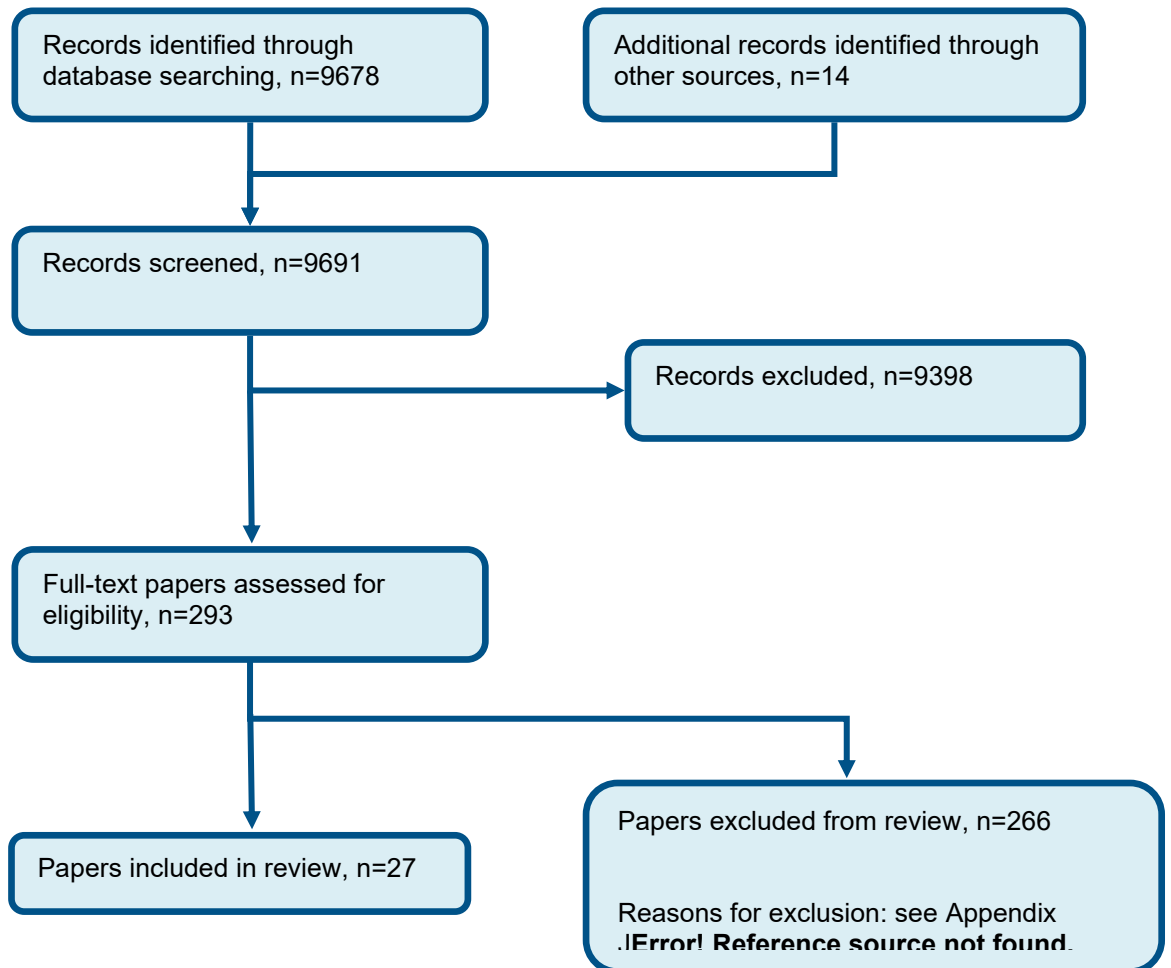 Records identified through
database searching, n=9678
Additional records identified through
other sources, n=14
Records screened, n=9691
Records excluded, n=9398
Full-text papers assessed for
eligibility, n=293
Papers included in review, n=27
Papers excluded from review, n=266
Reasons for exclusion: see Appendix
J|Error! Reference source not found.